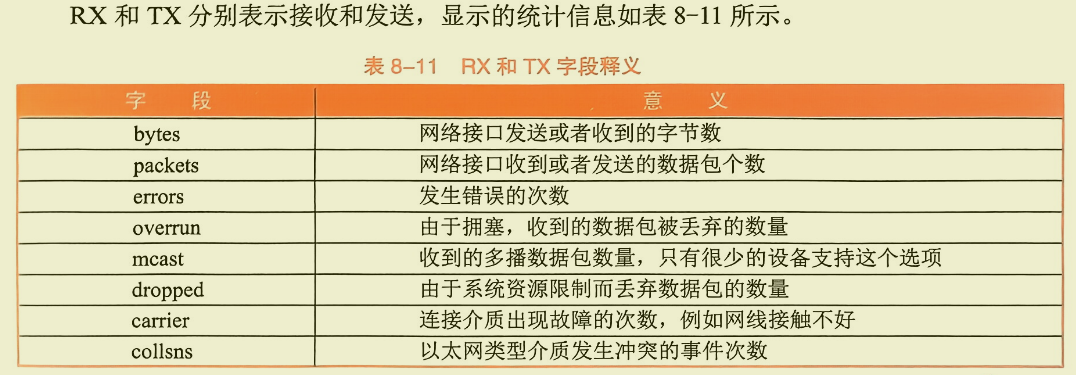 RX 和 TX 分别表示接收和发送，显示的统计信息如表 8-11 所示。
表 8-11 RX 和 TX 字段释义
字 段 意 义
bytes 网络接口发送或者收到的字节数
packets 网络接口收到或者发送的数据包个数
errors 发生错误的次数
overrun 由于拥塞，收到的数据包被丢弃的数量
mcast 收到的多播数据包数量，只有很少的设备支持这个选项
dropped 由于系统资源限制而丢弃数据包的数量
carrier 连接介质出现故障的次数，例如网线接触不好
collsns 以太网类型介质发生冲突的事件次数